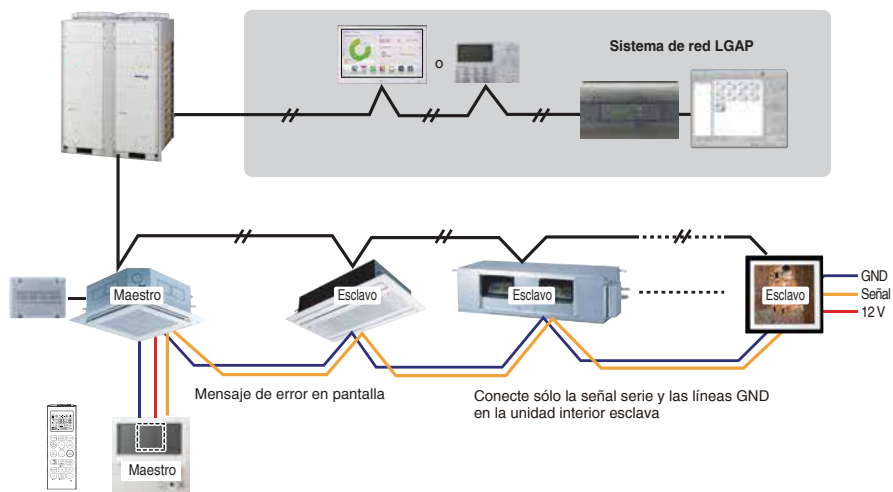 Sistema de red LGAP
o
Maestro
Esclavo
Esclavo
Esclavo
GND
Señal
12 V
Mensaje de error en pantalla
Conecte sólo la señal serie y las líneas GND
en la unidad interior esclava
Maestro